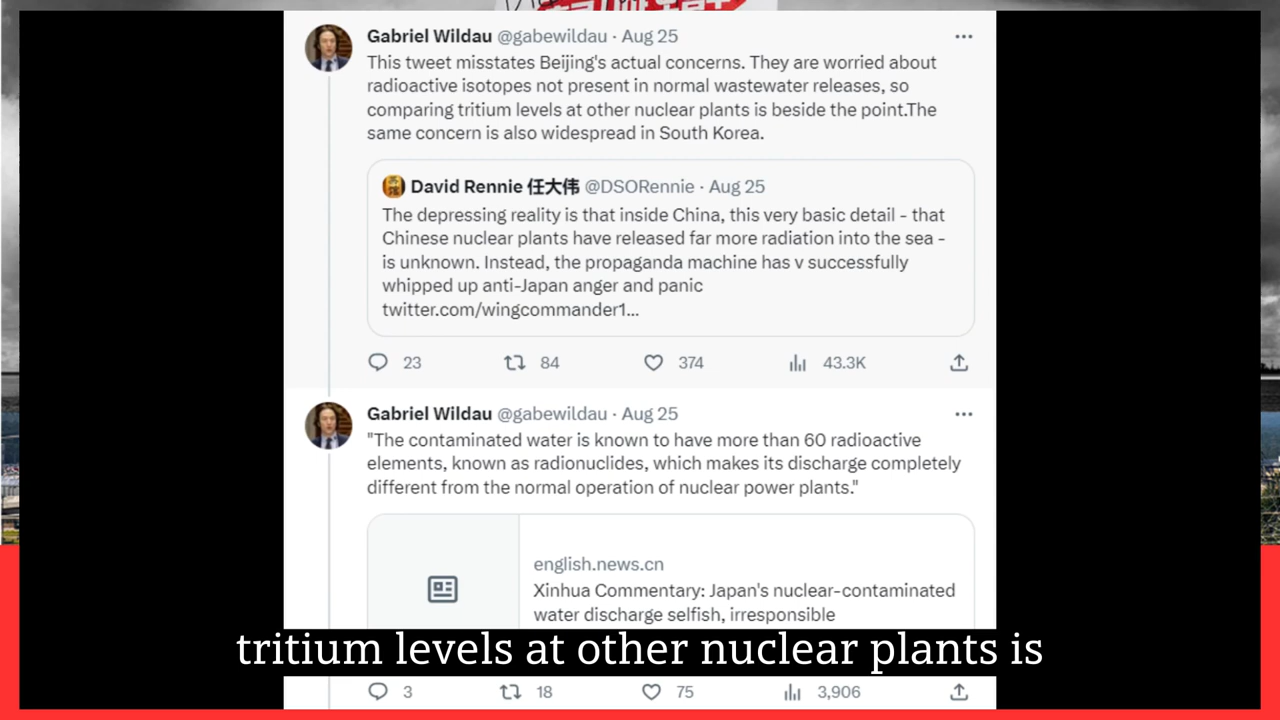 Gabriel Wildau @gabewildau · Aug 25
This tweet misstates Beijing's actual concerns. They are worried about
radioactive isotopes not present in normal wastewater releases, so
comparing tritium levels at other nuclear plants is beside the point.The
same concern is also widespread in South Korea.
David Rennie 任大伟 @DSORennie · Aug 25
The depressing reality is that inside China, this very basic detail - that
Chinese nuclear plants have released far more radiation into the sea -
is unknown. Instead, the propaganda machine has v successfully
whipped up anti-Japan anger and panic
twitter.com/wingcommander1...
23 84 374 43.3K
Gabriel Wildau @gabewildau · Aug 25
"The contaminated water is known to have more than 60 radioactive
elements, known as radionuclides, which makes its discharge completely
different from the normal operation of nuclear power plants."
english.news.cn
Xinhua Commentary: Japan's nuclear-contaminated
water discharge selfish, irresponsible
tritium levels at other nuclear plants is
3 18 75 3,906